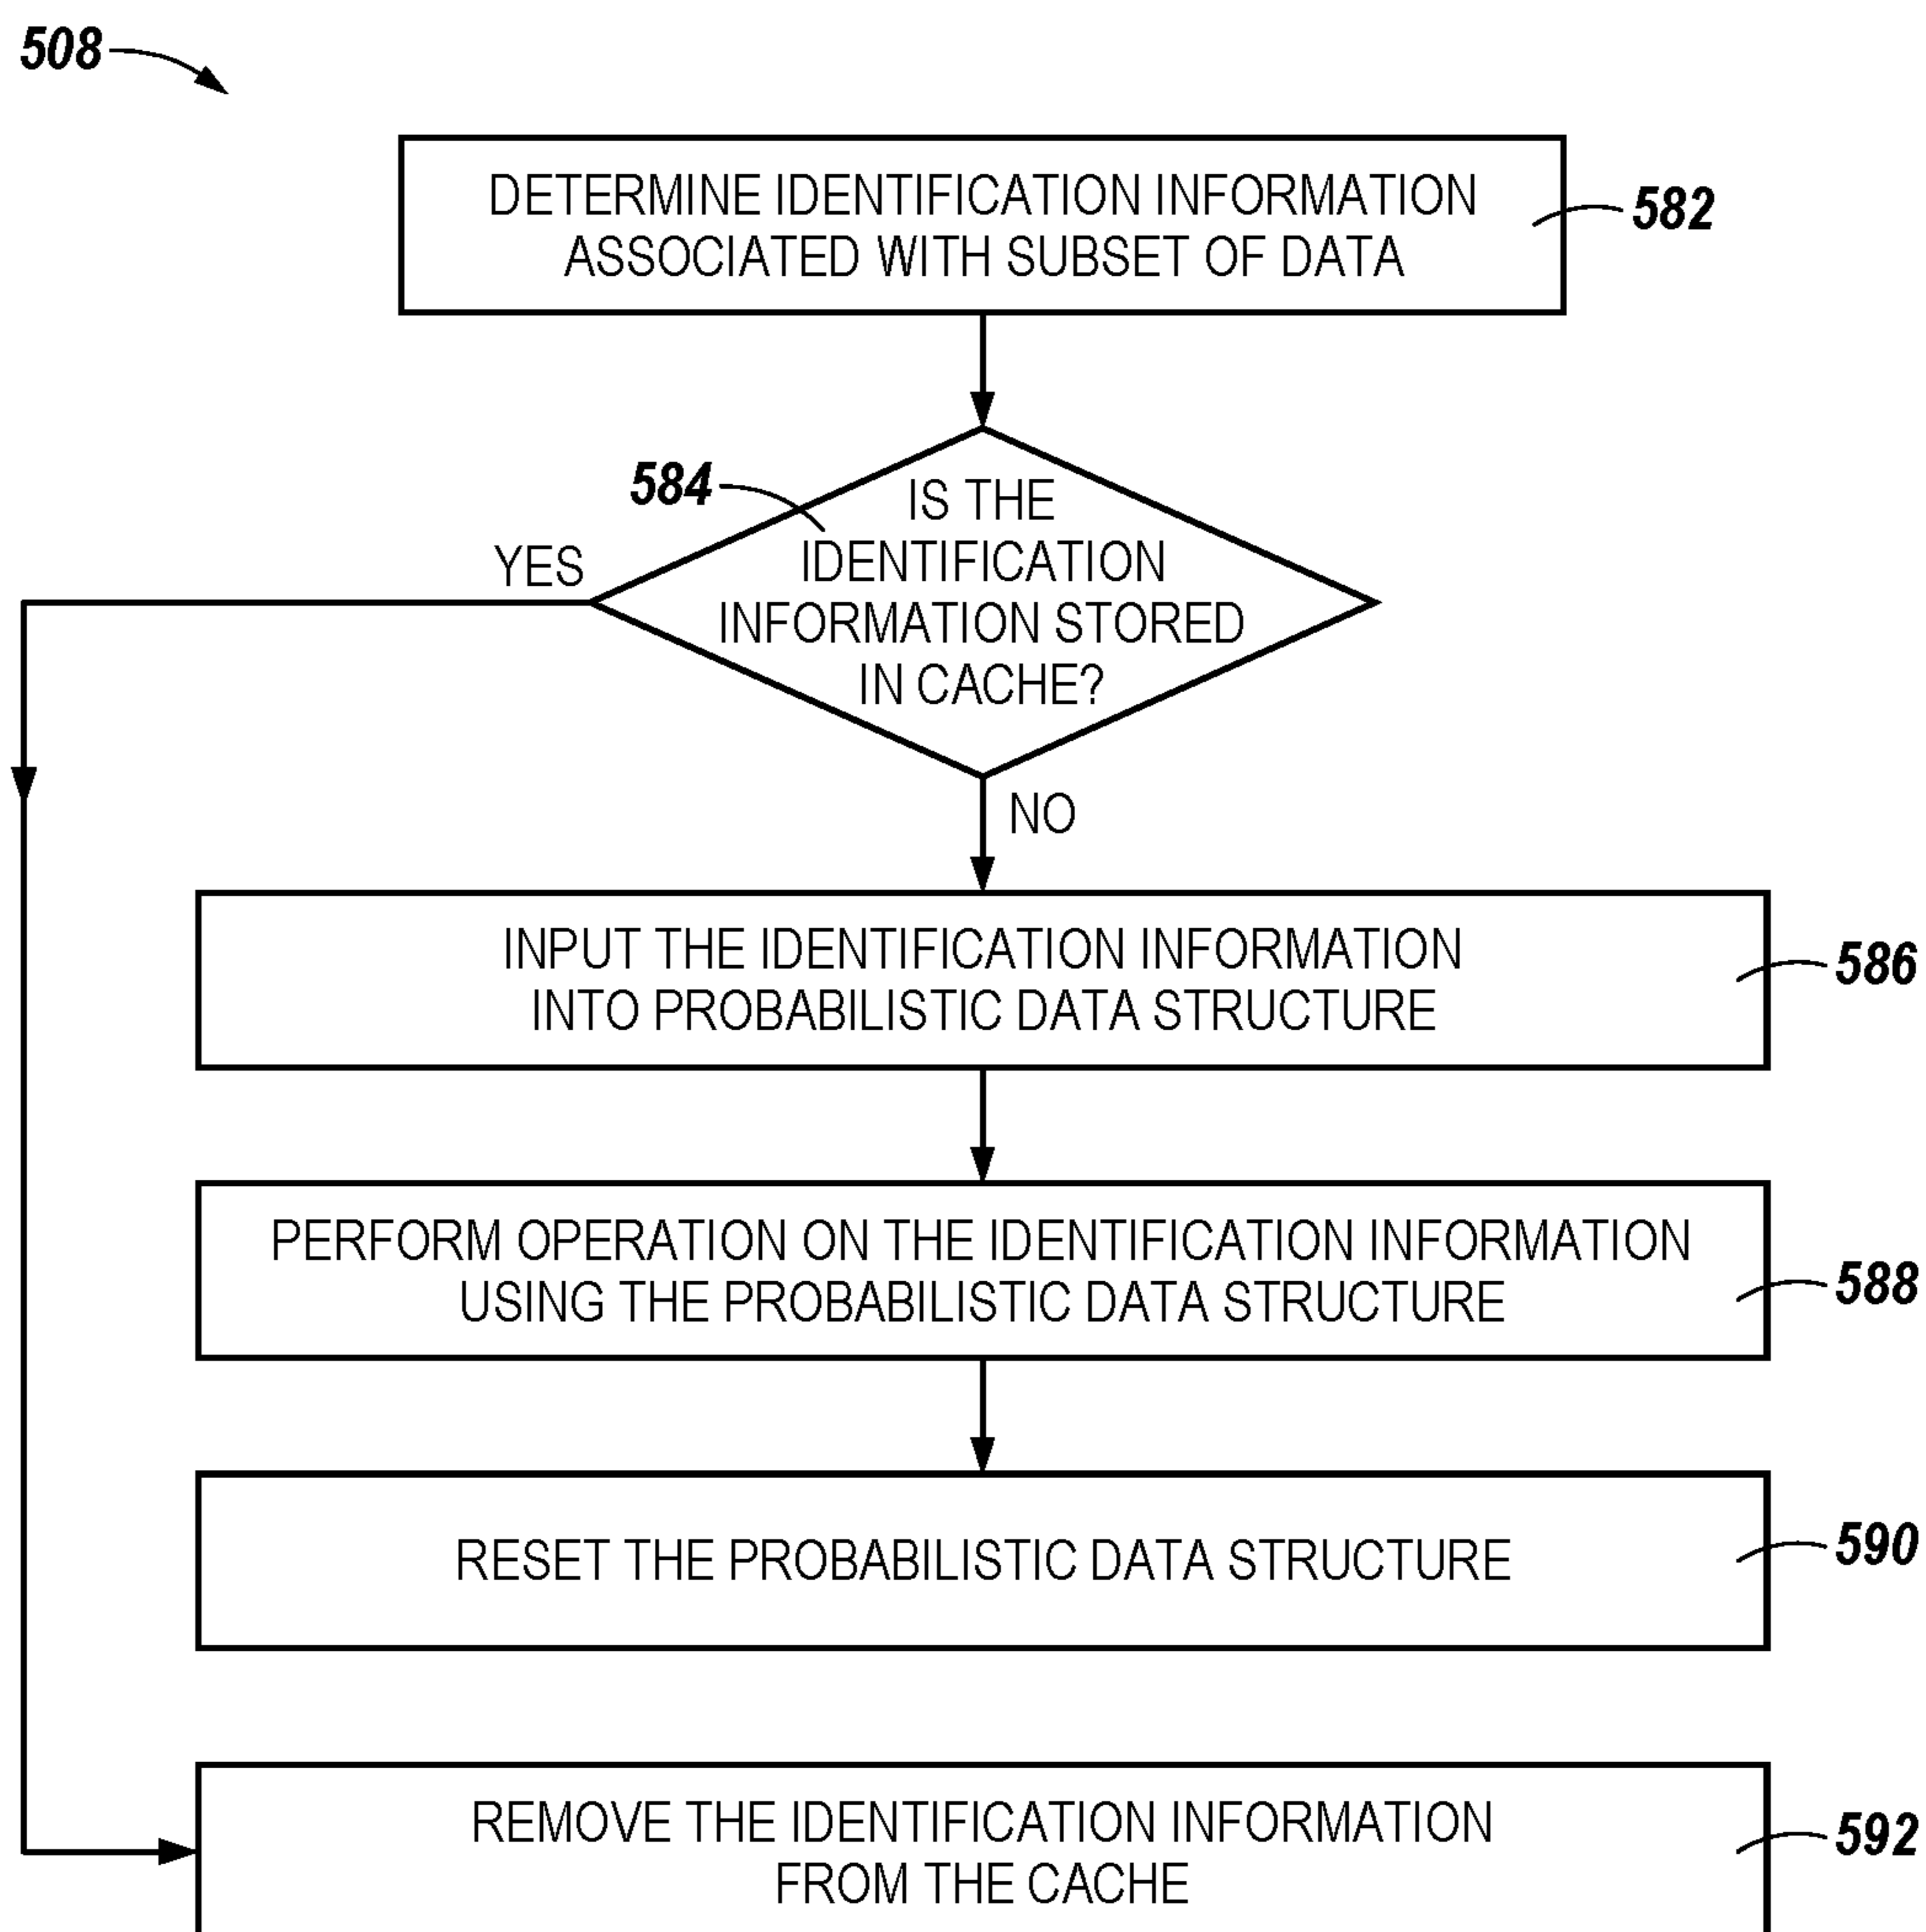 508
DETERMINE IDENTIFICATION INFORMATION
ASSOCIATED WITH SUBSET OF DATA
582
584
IS THE
IDENTIFICATION
INFORMATION STORED
IN CACHE?
YES
NO
INPUT THE IDENTIFICATION INFORMATION
INTO PROBABILISTIC DATA STRUCTURE
586
PERFORM OPERATION ON THE IDENTIFICATION INFORMATION
USING THE PROBABILISTIC DATA STRUCTURE
588
RESET THE PROBABILISTIC DATA STRUCTURE
590
REMOVE THE IDENTIFICATION INFORMATION
FROM THE CACHE
592